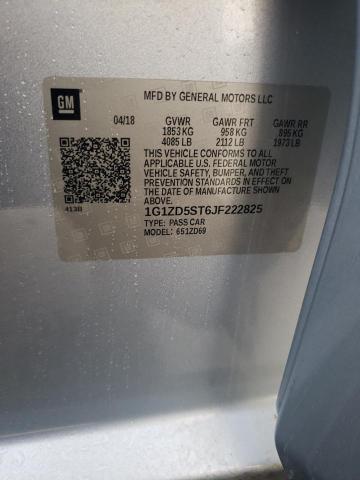 GM
MFD BY GENERAL MOTORS LLC
04/18 GVWR GAWR FRT GAWR RR
1853 KG 958 KG 895 KG
4085 LB 2112 LB 1973 LB
THIS VEHICLE CONFORMS TO ALL
APPLICABLE U.S. FEDERAL MOTOR
VEHICLE SAFETY, BUMPER, AND THEFT
PREVENTION STANDARDS IN EFFECT ON
THE DATE OF MANUFACTURE SHOWN
ABOVE.
413B
1G1ZD5ST6JF222825
TYPE: PASS CAR
MODEL: 6S1ZD69